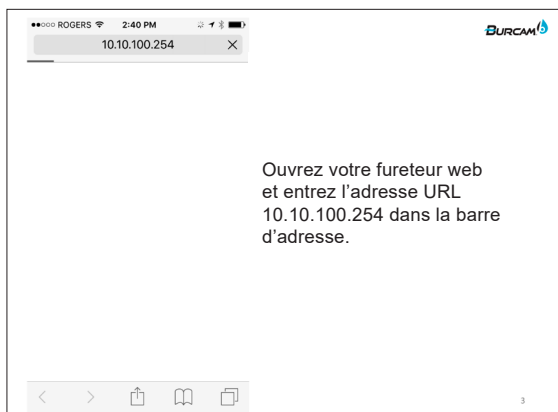 ROGERS 2:40 PM
10.10.100.254
BURCAM
Ouvrez votre fureteur web
et entrez l'adresse URL
10.10.100.254 dans la barre
d'adresse.
3